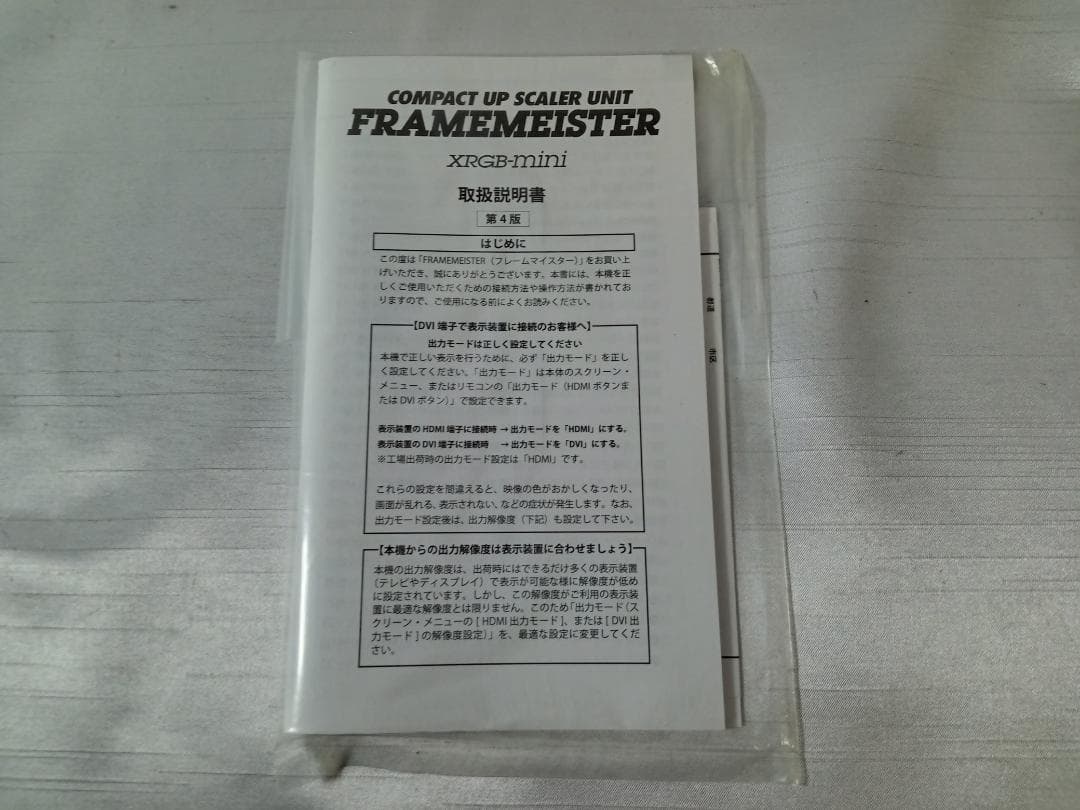 COMPACT UP SCALER UNIT
FRAMEMEISTER
XRGB-mini
取扱説明書
第4版
はじめに
この度は「FRAMEMEISTER（フレームマイスター）」をお買い上
げいただき、誠にありがとうございます。本書には、本機を正
しくご使用いただくための接続方法や操作方法が書かれてお
りますので、ご使用になる前によくお読みください。
【DVI 端子で表示装置に接続のお客様へ】
出力モードは正しく設定してください
本機で正しい表示を行うために、必ず「出力モード」を正し
く設定してください。「出力モード」は本体のスクリーン・
メニュー、またはリモコンの「出力モード（HDMI ボタンま
たは DVI ボタン）」で設定できます。
表示装置の HDMI 端子に接続時 → 出力モードを「HDMI」にする。
表示装置の DVI 端子に接続時 → 出力モードを「DVI」にする。
※工場出荷時の出力モード設定は「HDMI」です。
これらの設定を間違えると、映像の色がおかしくなったり、
画面が乱れる、表示されない、などの症状が発生します。なお、
出力モード設定後は、出力解像度（下記）も設定して下さい。
【本機からの出力解像度は表示装置に合わせましょう】
本機の出力解像度は、出荷時にはできるだけ多くの表示装置
（テレビやディスプレイ）で表示が可能な様に解像度が低め
に設定されています。しかし、この解像度がご利用の表示装
置に最適な解像度とは限りません。このため「出力モード（ス
クリーン・メニューの [ HDMI 出力モード ]、または [ DVI 出
力モード ] の解像度設定）」を、最適な設定に変更してくだ
さい。
都道
市区